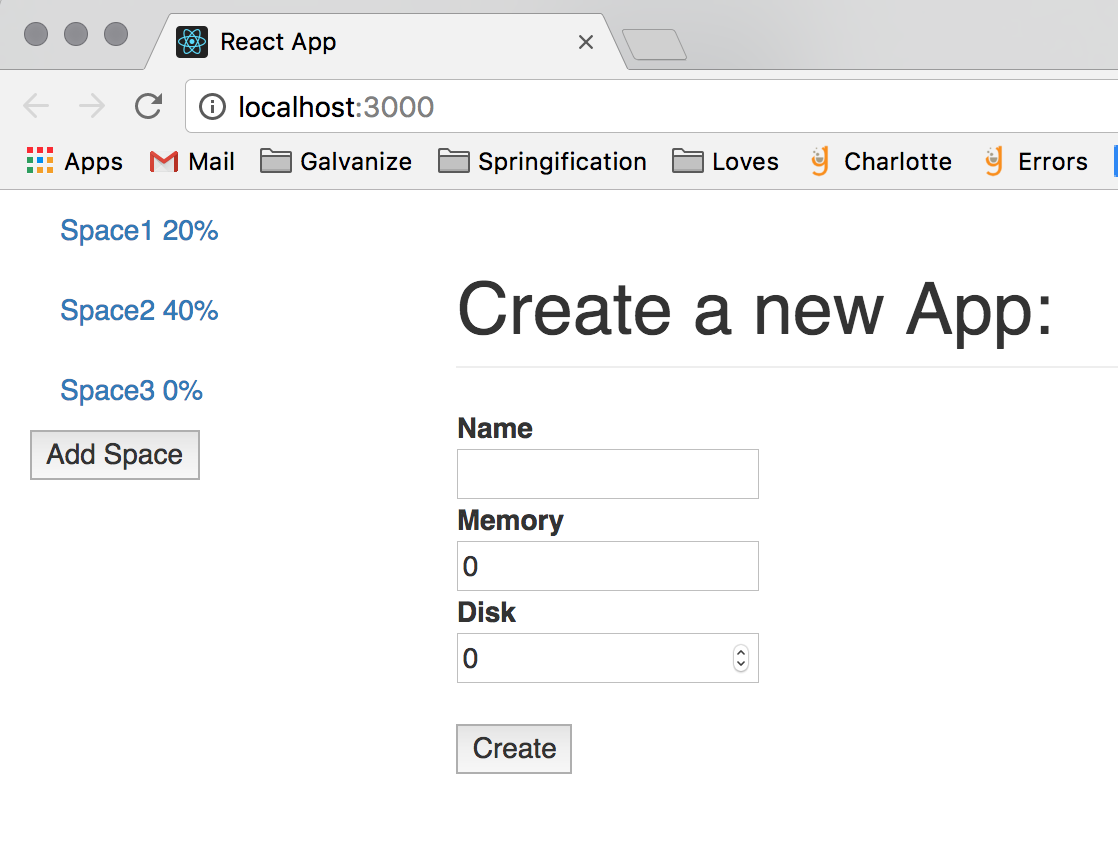 React App
localhost:3000
Apps Mail Galvanize Springification Loves Charlotte Errors
Space1 20%
Space2 40%
Space3 0%
Add Space
Create a new App:
Name
Memory
0
Disk
0
Create